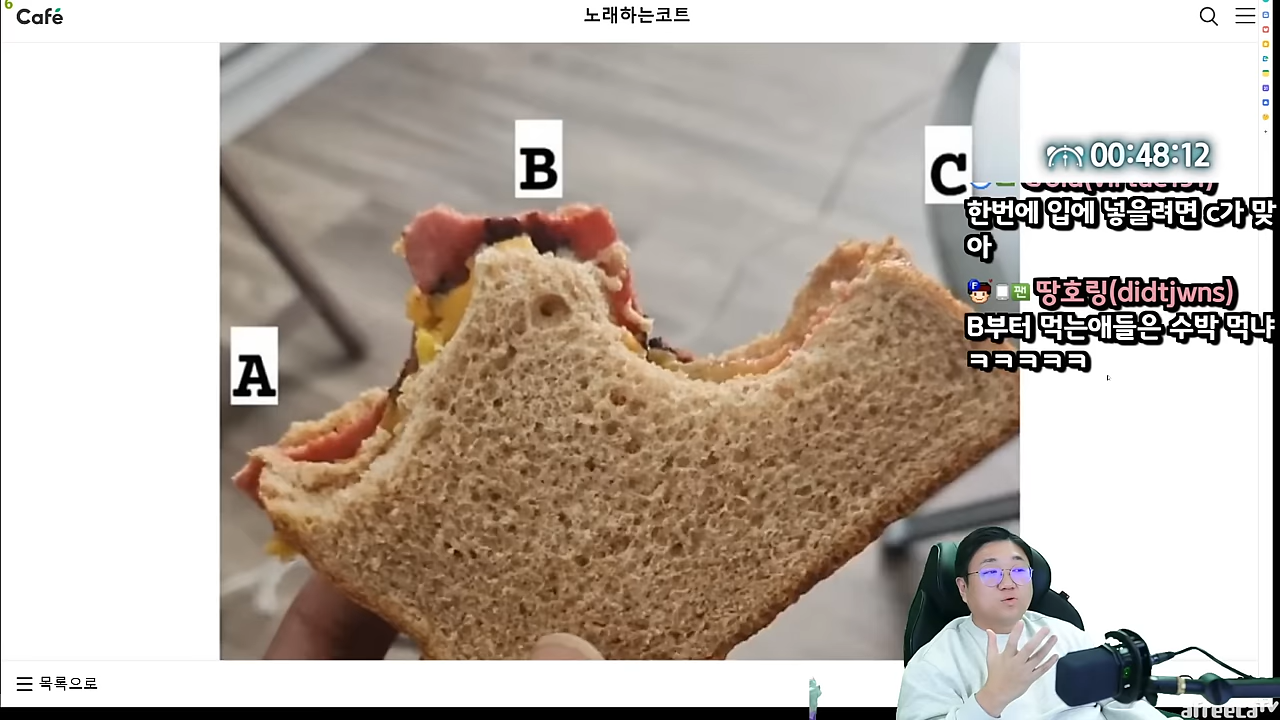 6
Café
노래하는코트
B
C
A
00:48:12
한번에 입에 넣을려면 c가 맞
아
F 팬 땅호링(didtjwns)
B부터 먹는애들은 수박 먹냐
ㅋㅋㅋㅋㅋ
목록으로
afreecaTV